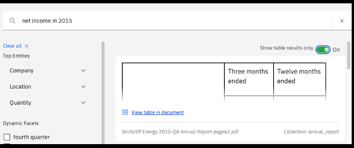 net income in 2015
Clear all ×
Top Entities
Company
Location
Quantity
Dynamic Facets
fourth quarter
Show table results only
On
Three months ended
Twelve months ended
View table in document
Birchcliff Energy-2015-QA-Annual Report-pages2.pdf
Collection: annual_report